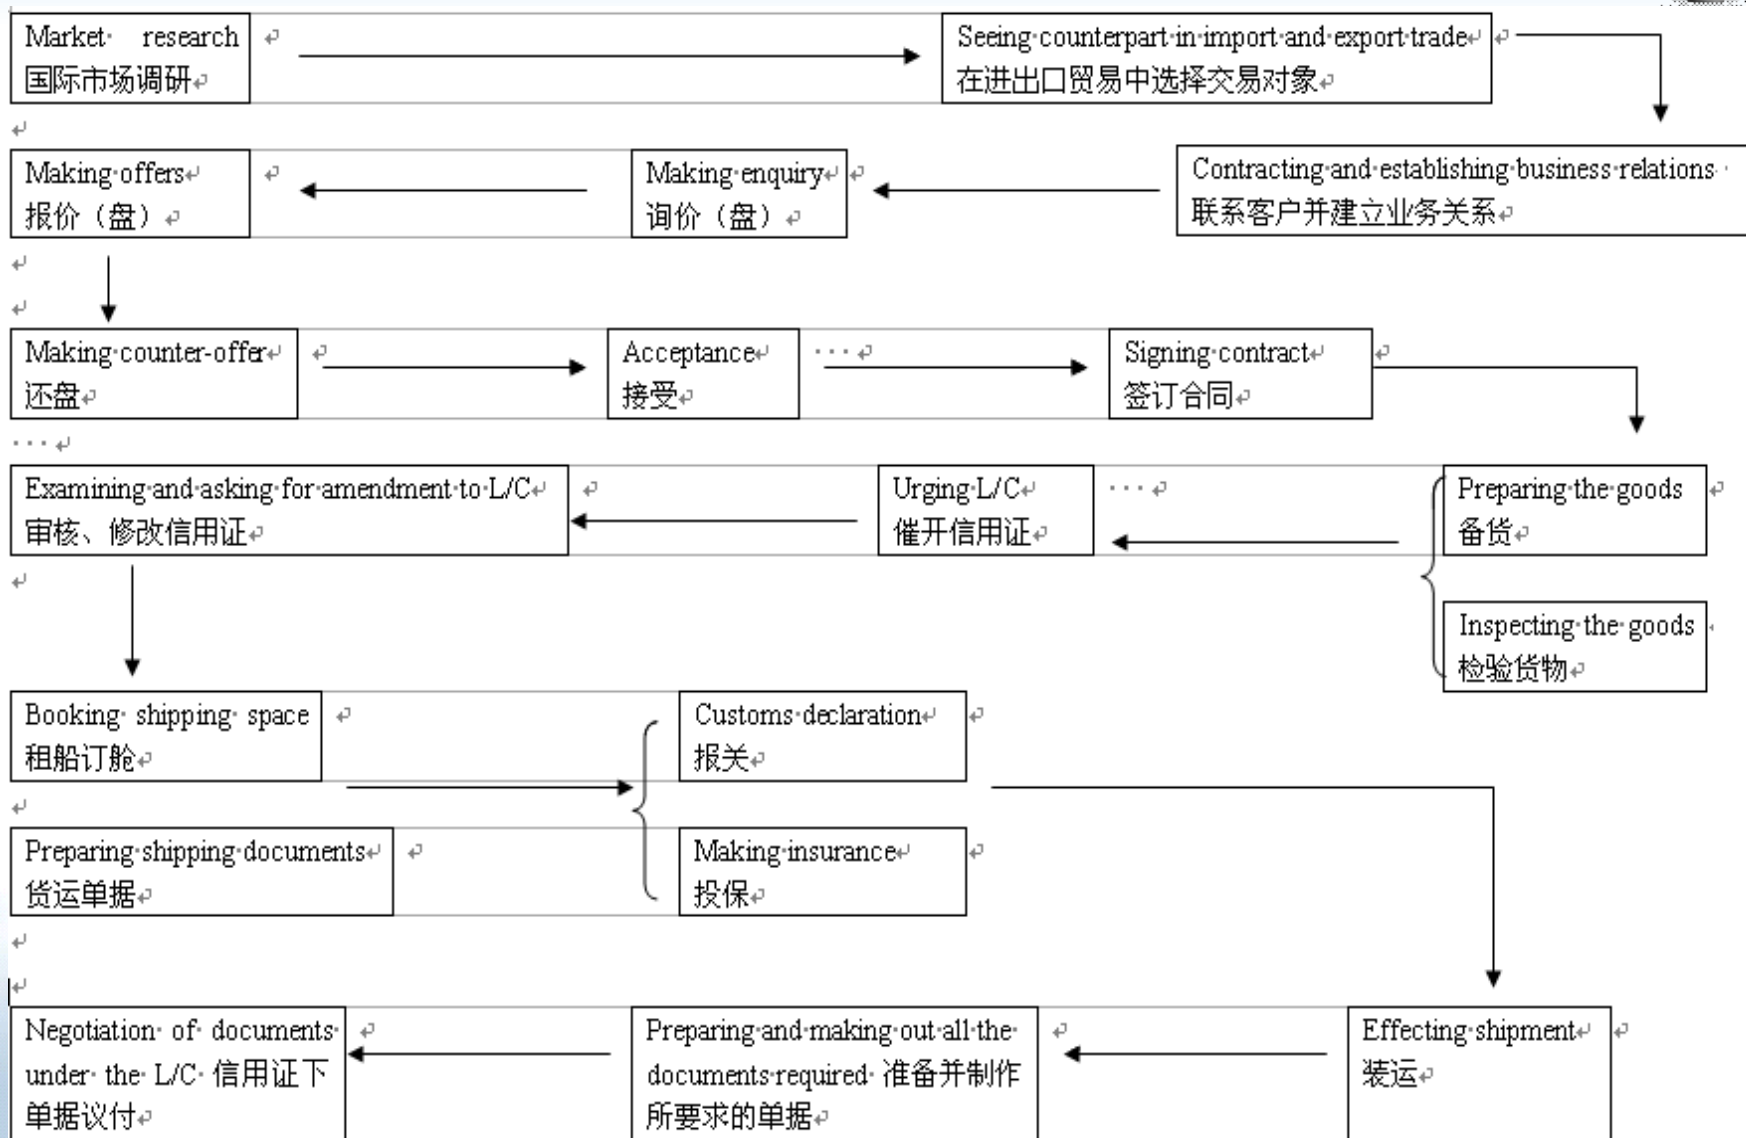 Market research
国际市场调研
Seeing counterpart in import and export trade
在进出口贸易中选择交易对象
Contracting and establishing business relations
联系客户并建立业务关系
Making enquiry
询价（盘）
Making offers
报价（盘）
Making counter-offer
还盘
Acceptance
接受
Signing contract
签订合同
Preparing the goods
备货
Inspecting the goods
检验货物
Urging L/C
催开信用证
Examining and asking for amendment to L/C
审核、修改信用证
Booking shipping space
租船订舱
Preparing shipping documents
货运单据
Customs declaration
报关
Making insurance
投保
Effecting shipment
装运
Preparing and making out all the
documents required 准备并制作
所要求的单据
Negotiation of documents
under the L/C 信用证下
单据议付